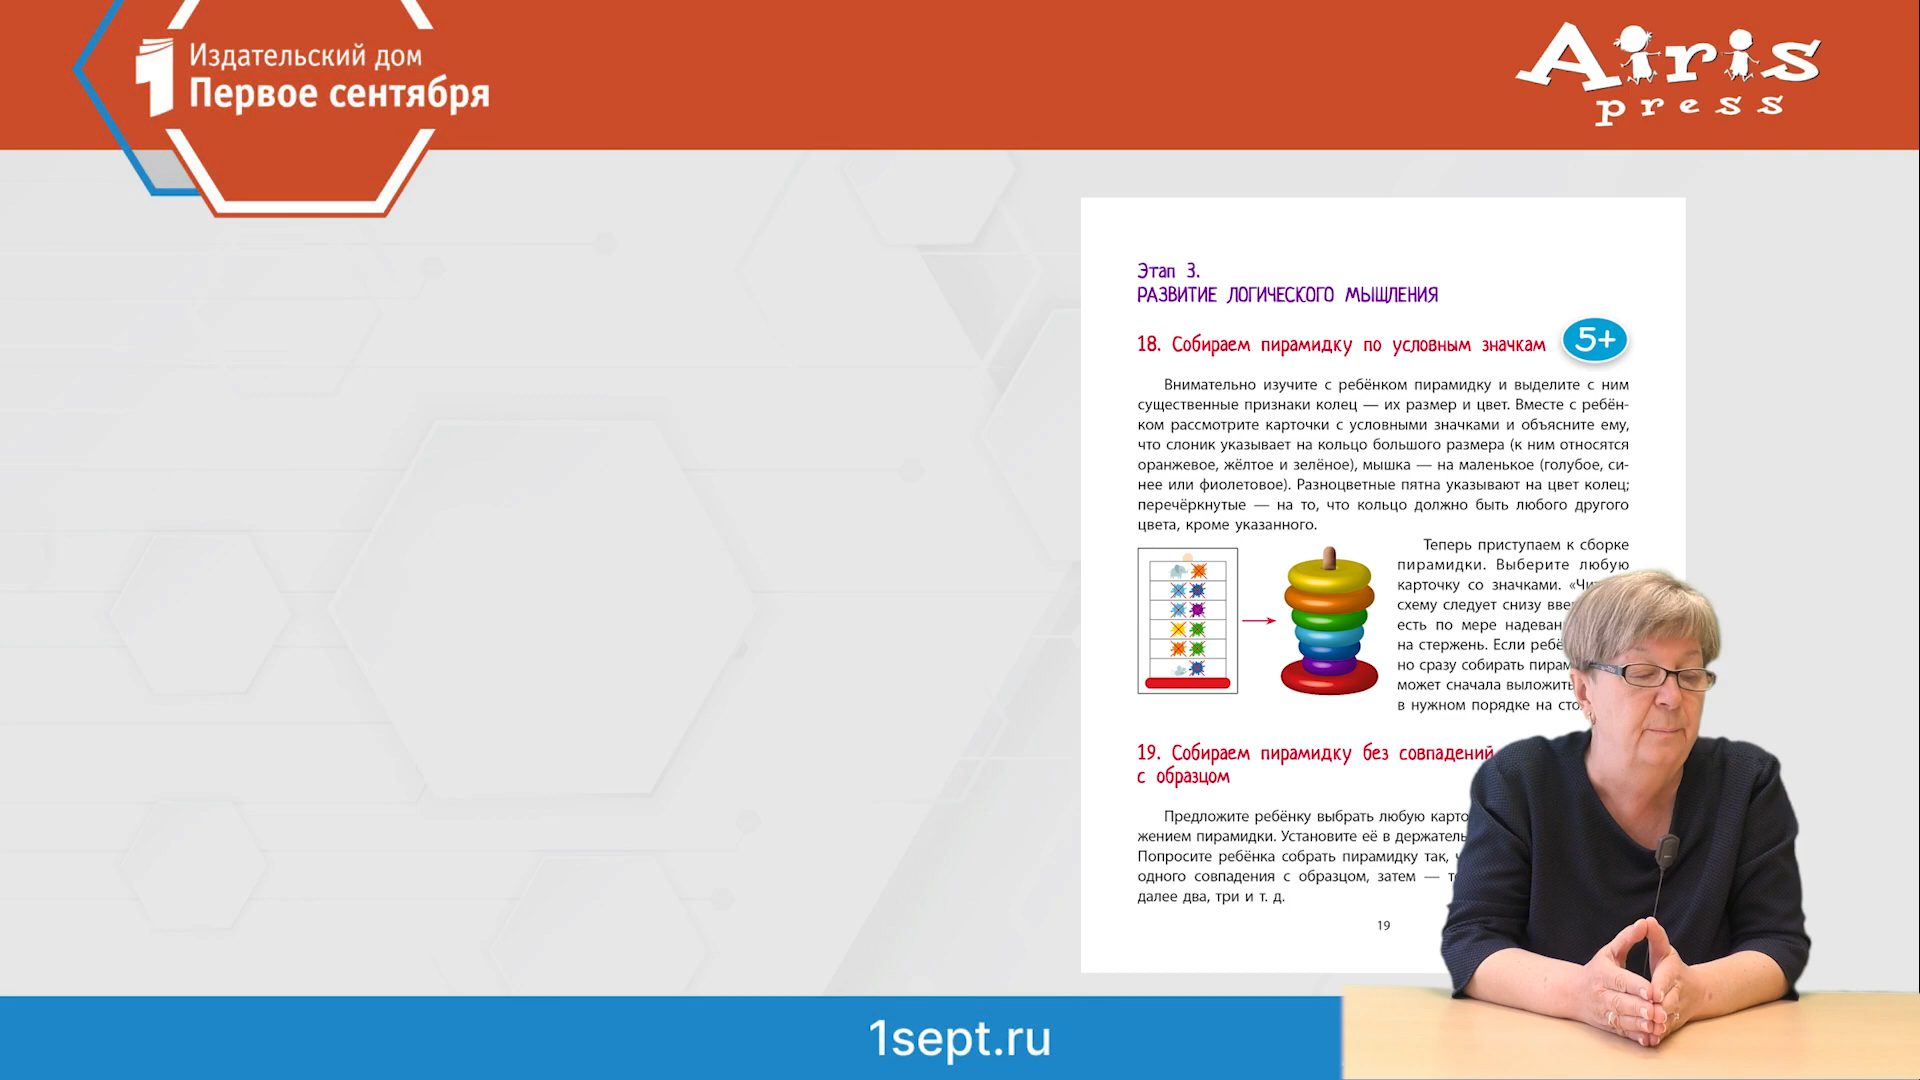 Издательский дом
Первое сентября
Airis
press
Этап 3.
РАЗВИТИЕ ЛОГИЧЕСКОГО МЫШЛЕНИЯ
18. Собираем пирамидку по условным значкам
5+
Внимательно изучите с ребёнком пирамидку и выделите с ним
существенные признаки колец — их размер и цвет. Вместе с ребён-
ком рассмотрите карточки с условными значками и объясните ему,
что слоник указывает на кольцо большого размера (к ним относятся
оранжевое, жёлтое и зелёное), мышка — на маленькое (голубое, си-
нее или фиолетовое). Разноцветные пятна указывают на цвет колец;
перечёркнутые — на то, что кольцо должно быть любого другого
цвета, кроме указанного.
Теперь приступаем к сборке
пирамидки. Выберите любую
карточку со значками.
схему следует снизу
есть по мере
на стержень. Если
но сразу собирать
может сначала выложить
в нужном порядке на
19. Собираем пирамидку без совпадений
с образцом
Предложите ребёнку выбрать любую
жением пирамидки. Установите её в
Попросите ребёнка собрать пирамидку так,
одного совпадения с образцом, затем —
далее два, три и т. д.
19
1sept.ru